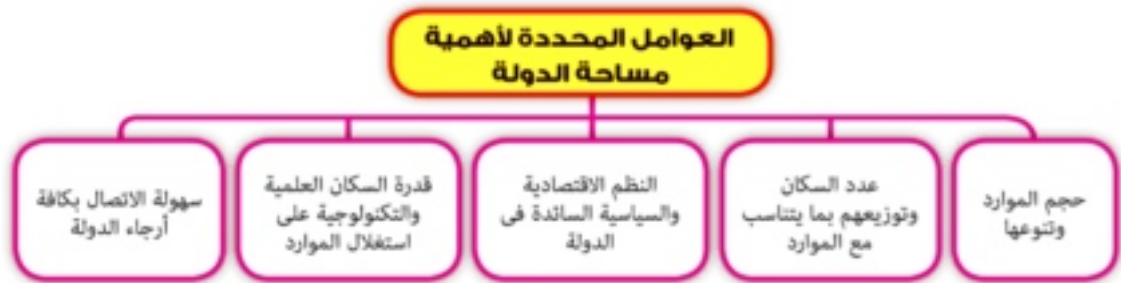 العوامل المحددة لأهمية
مساحة الدولة
حجم الموارد
وتنوعها
عدد السكان
وتوزيعهم بما يتناسب
مع الموارد
النظم الاقتصادية
والسياسية السائدة فى
الدولة
قدرة السكان العلمية
والتكنولوجية على
استغلال الموارد
سهولة الاتصال بكافة
أرجاء الدولة